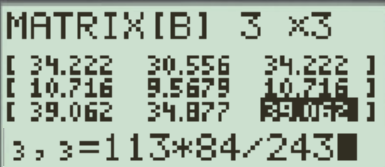 MATRIX[B] 3 ×3
[ 34.222 30.556 34.222 ]
[ 10.716 9.5679 10.716 ]
[ 39.062 34.877 39.062 ]
3,3=113*84/243